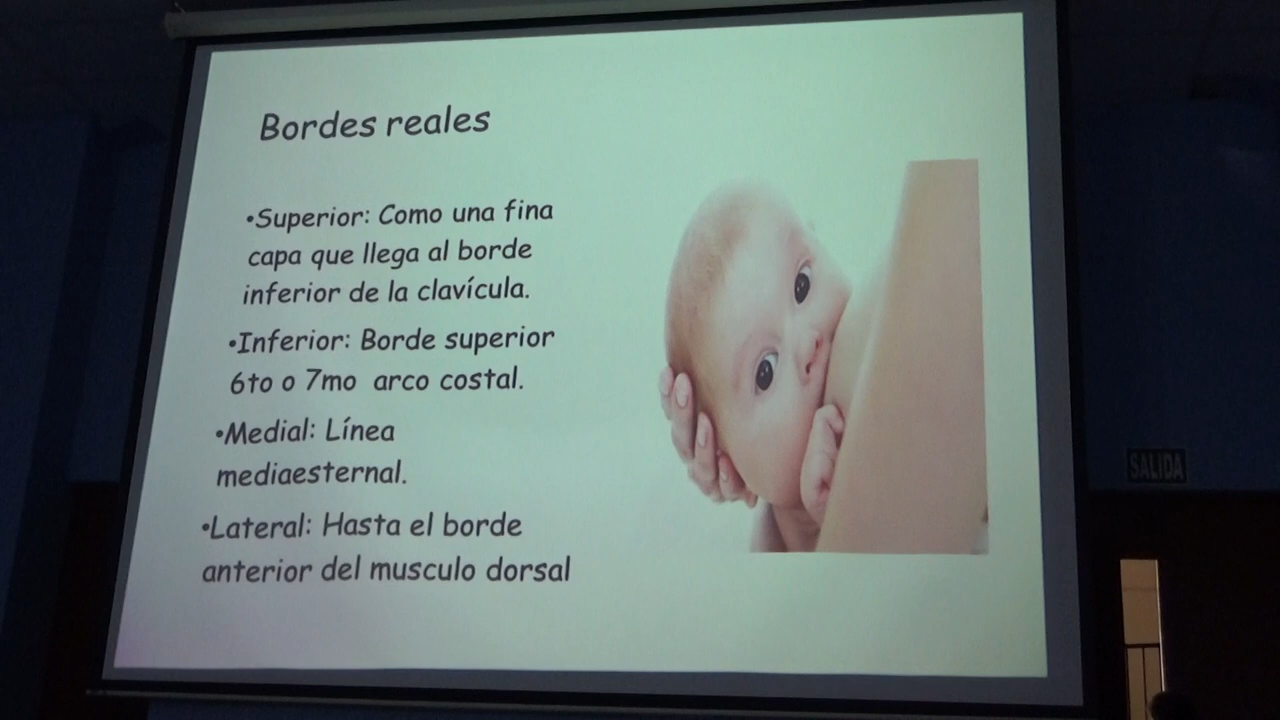 Bordes reales
•Superior: Como una fina
capa que llega al borde
inferior de la clavícula.
•Inferior: Borde superior
6to o 7mo  arco costal.
•Medial: Línea
mediaesternal.
•Lateral: Hasta el borde
anterior del musculo dorsal
SALIDA